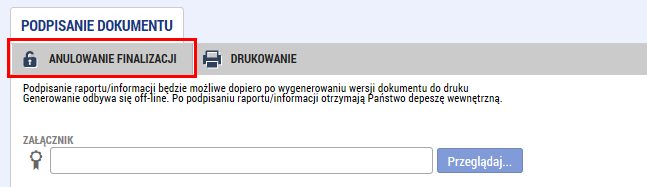 PODPISANIE DOKUMENTU
ANULOWANIE FINALIZACJI DRUKOWANIE
Podpisanie raportu/informacji będzie możliwe dopiero po wygenerowaniu wersji dokumentu do druku
Generowanie odbywa się off-line. Po podpisaniu raportu/informacji otrzymają Państwo depeszę wewnętrzną.
ZAŁĄCZNIK
Przeglądaj...